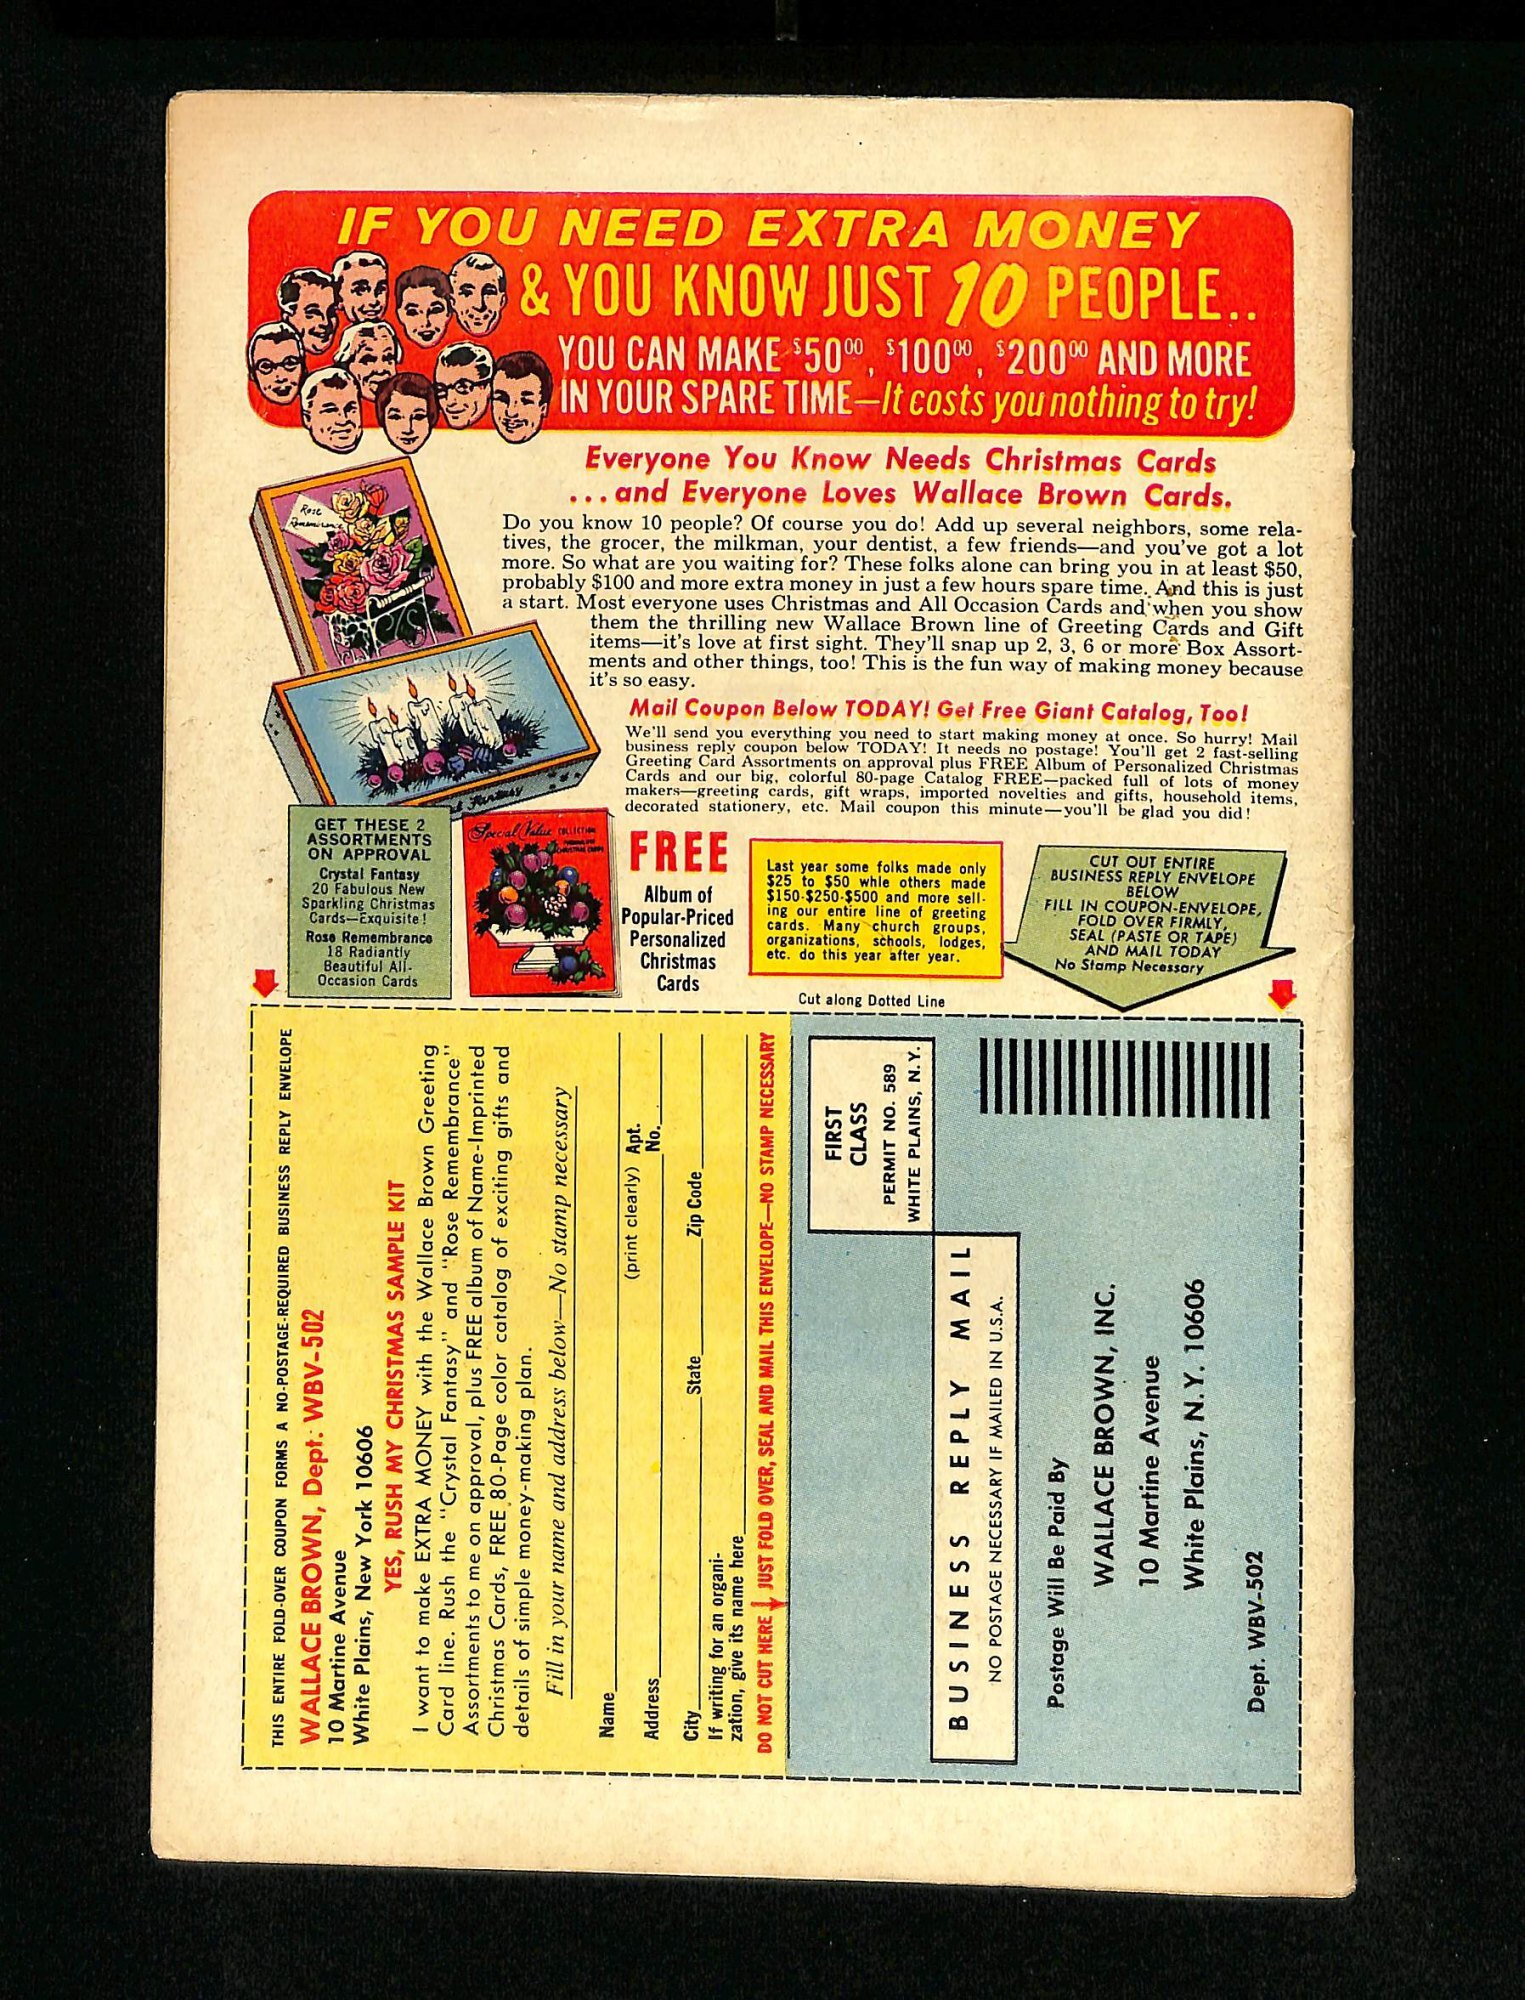 IF YOU NEED EXTRA MONEY
& YOU KNOW JUST 10 PEOPLE..
YOU CAN MAKE $50⁰⁰, $100⁰⁰, $200⁰⁰ AND MORE
IN YOUR SPARE TIME—It costs you nothing to try!
Everyone You Know Needs Christmas Cards
...and Everyone Loves Wallace Brown Cards.
Rose
Remembrance
Do you know 10 people? Of course you do! Add up several neighbors, some rela-
tives, the grocer, the milkman, your dentist, a few friends—and you've got a lot
more. So what are you waiting for? These folks alone can bring you in at least $50,
probably $100 and more extra money in just a few hours spare time. And this is just
a start. Most everyone uses Christmas and All Occasion Cards and when you show
them the thrilling new Wallace Brown line of Greeting Cards and Gift
items—it's love at first sight. They'll snap up 2, 3, 6 or more Box Assort-
ments and other things, too! This is the fun way of making money because
it's so easy.
Mail Coupon Below TODAY! Get Free Giant Catalog, Too!
We'll send you everything you need to start making money at once. So hurry! Mail
business reply coupon below TODAY! It needs no postage! You'll get 2 fast-selling
Greeting Card Assortments on approval plus FREE Album of Personalized Christmas
Cards and our big, colorful 80-page Catalog FREE—packed full of lots of money
makers—greeting cards, gift wraps, imported novelties and gifts, household items,
decorated stationery, etc. Mail coupon this minute—you'll be glad you did!
Fantasy
GET THESE 2
ASSORTMENTS
ON APPROVAL
Crystal Fantasy
20 Fabulous New
Sparkling Christmas
Cards—Exquisite!
Rose Remembrance
18 Radiantly
Beautiful All-
Occasion Cards
Special Value COLLECTION
CHRISTMAS CARDS
FREE
Album of
Popular-Priced
Personalized
Christmas
Cards
Last year some folks made only
$25 to $50 whle others made
$150-$250-$500 and more sell-
ing our entire line of greeting
cards. Many church groups,
organizations, schools, lodges,
etc. do this year after year.
CUT OUT ENTIRE
BUSINESS REPLY ENVELOPE
BELOW
FILL IN COUPON-ENVELOPE,
FOLD OVER FIRMLY,
SEAL (PASTE OR TAPE)
AND MAIL TODAY
No Stamp Necessary
Cut along Dotted Line
THIS ENTIRE FOLD-OVER COUPON FORMS A NO-POSTAGE-REQUIRED BUSINESS REPLY ENVELOPE
WALLACE BROWN, Dept. WBV-502
10 Martine Avenue
White Plains, New York 10606
YES, RUSH MY CHRISTMAS SAMPLE KIT
I want to make EXTRA MONEY with the Wallace Brown Greeting
Card line. Rush the "Crystal Fantasy" and "Rose Remembrance"
Assortments to me on approval, plus FREE album of Name-Imprinted
Christmas Cards, FREE 80-Page color catalog of exciting gifts and
details of simple money-making plan.
Fill in your name and address below—No stamp necessary
Name
(print clearly)
Address
Apt.
No.
City
State
Zip Code
If writing for an organi-
zation, give its name here
DO NOT CUT HERE JUST FOLD OVER, SEAL AND MAIL THIS ENVELOPE—NO STAMP NECESSARY
FIRST
CLASS
PERMIT NO. 589
WHITE PLAINS, N.Y.
BUSINESS REPLY MAIL
NO POSTAGE NECESSARY IF MAILED IN U.S.A.
Postage Will Be Paid By
WALLACE BROWN, INC.
10 Martine Avenue
White Plains, N.Y. 10606
Dept. WBV-502